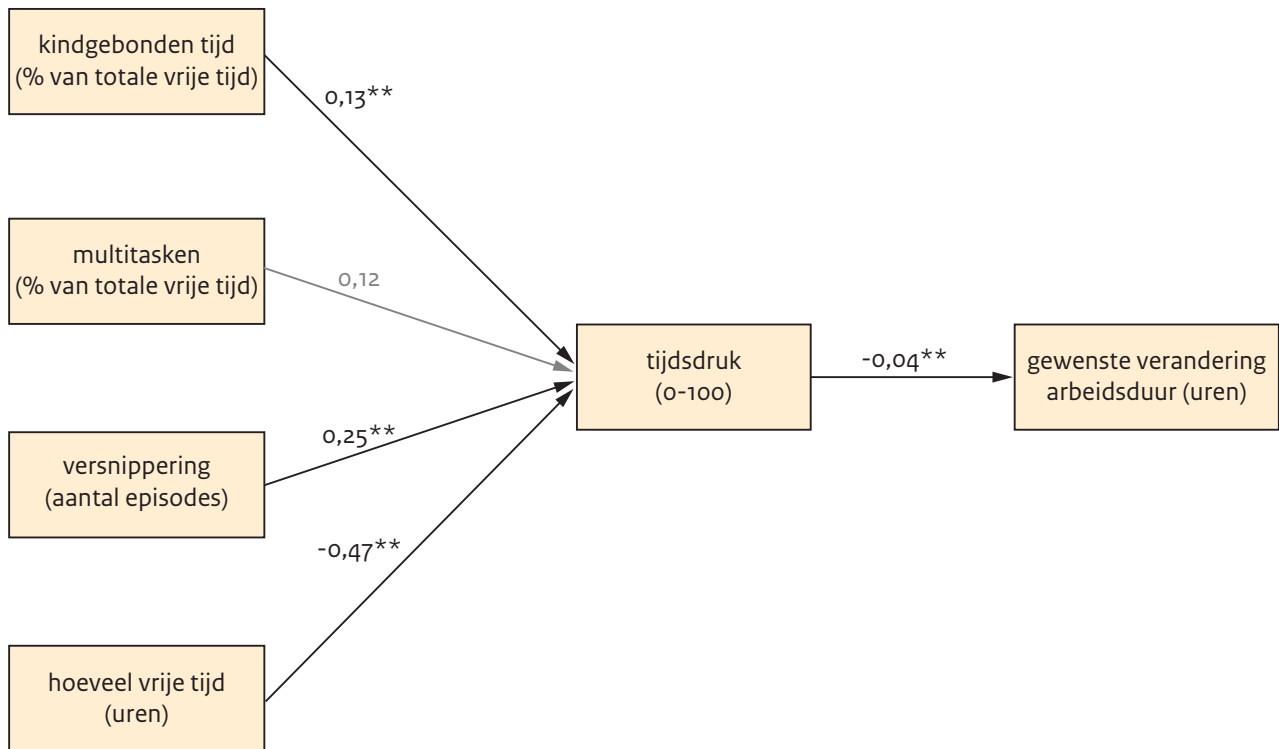 kindgebonden tijd
(% van totale vrije tijd)
0,13**
multitasken
(% van totale vrije tijd)
0,12
tijdsdruk
(0-100)
-0,04**
gewenste verandering
arbeidsduur (uren)
versnippering
(aantal episodes)
0,25**
-0,47**
hoeveel vrije tijd
(uren)